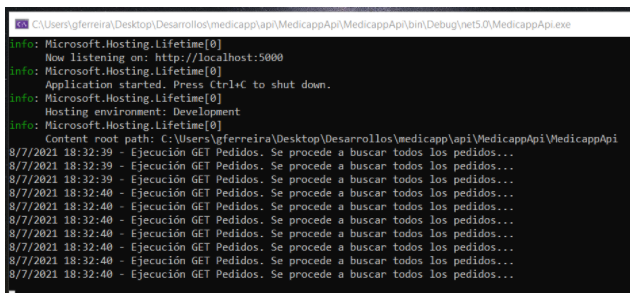 C:\Users\gferreira\Desktop\Desarrollos\medicapp\api\MedicappApi\MedicappApi\bin\Debug\net5.0\MedicappApi.exe
info: Microsoft.Hosting.Lifetime[0]
Now listening on: http://localhost:5000
info: Microsoft.Hosting.Lifetime[0]
Application started. Press Ctrl+C to shut down.
info: Microsoft.Hosting.Lifetime[0]
Hosting environment: Development
info: Microsoft.Hosting.Lifetime[0]
Content root path: C:\Users\gferreira\Desktop\Desarrollos\medicapp\api\MedicappApi\MedicappApi
8/7/2021 18:32:39 - Ejecución GET Pedidos. Se procede a buscar todos los pedidos...
8/7/2021 18:32:39 - Ejecución GET Pedidos. Se procede a buscar todos los pedidos...
8/7/2021 18:32:39 - Ejecución GET Pedidos. Se procede a buscar todos los pedidos...
8/7/2021 18:32:40 - Ejecución GET Pedidos. Se procede a buscar todos los pedidos...
8/7/2021 18:32:40 - Ejecución GET Pedidos. Se procede a buscar todos los pedidos...
8/7/2021 18:32:40 - Ejecución GET Pedidos. Se procede a buscar todos los pedidos...
8/7/2021 18:32:40 - Ejecución GET Pedidos. Se procede a buscar todos los pedidos...
8/7/2021 18:32:40 - Ejecución GET Pedidos. Se procede a buscar todos los pedidos...
8/7/2021 18:32:40 - Ejecución GET Pedidos. Se procede a buscar todos los pedidos...
8/7/2021 18:32:40 - Ejecución GET Pedidos. Se procede a buscar todos los pedidos...